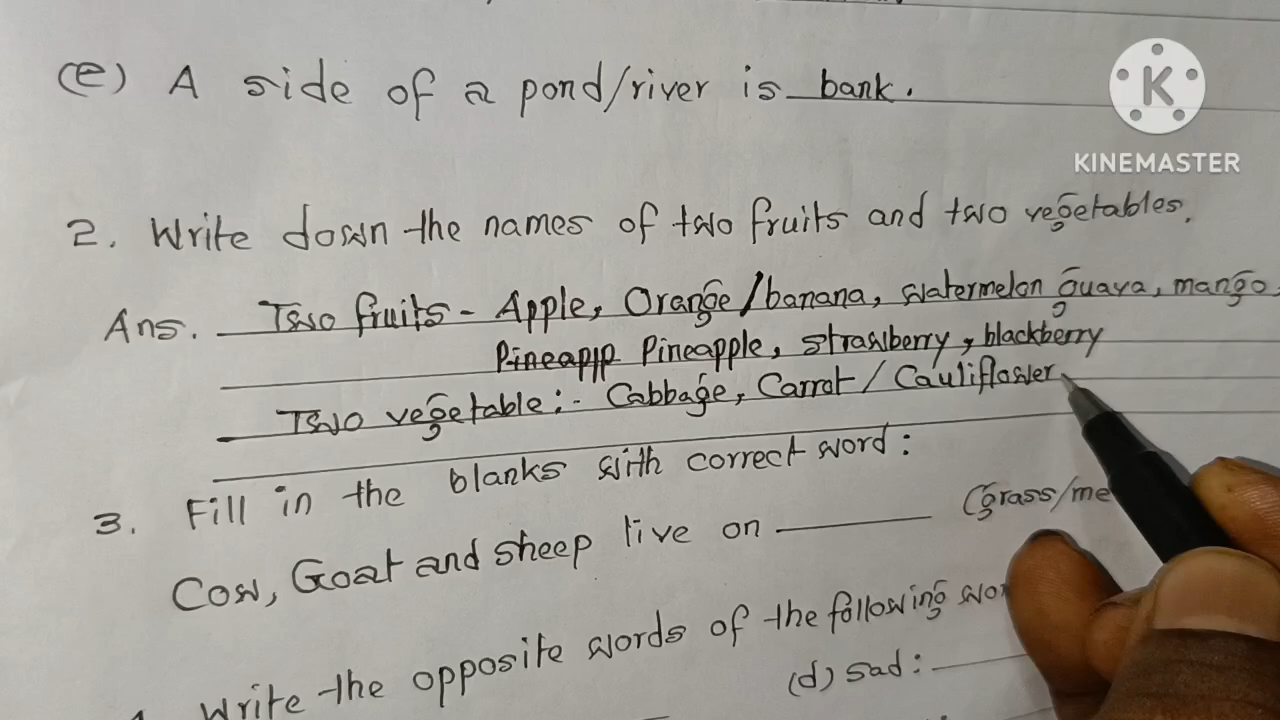 (e) A side of a pond/river is bank.
K
KINEMASTER
2. Write down the names of two fruits and two vegetables.
Ans. Two fruits - Apple, Orange/banana, watermelon guava, mango,
Pineapp Pineapple, strawberry, blackberry
Two vegetable:- Cabbage, Carrot / Cauliflower
3. Fill in the blanks with correct word:
Cow, Goat and sheep live on ______ (grass/me
Write the opposite words of the following wor
(d) sad: